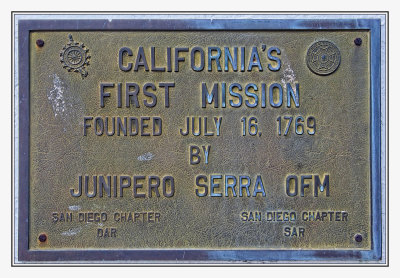 CALIFORNIA'S
FIRST MISSION
FOUNDED JULY 16, 1769
BY
JUNIPERO SERRA OFM
SAN DIEGO CHAPTER SAN DIEGO CHAPTER
DAR SAR